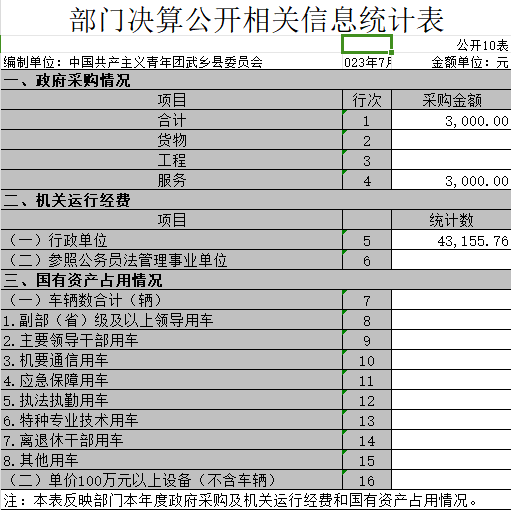 部门决算公开相关信息统计表
公开10表
编制单位：中国共产主义青年团武乡县委员会 023年7月 金额单位：元
一、政府采购情况
项目 行次 采购金额
合计 1 3,000.00
货物 2
工程 3
服务 4 3,000.00
二、机关运行经费
项目 统计数
（一）行政单位 5 43,155.76
（二）参照公务员法管理事业单位 6
三、国有资产占用情况
（一）车辆数合计（辆） 7
1.副部（省）级及以上领导用车 8
2.主要领导干部用车 9
3.机要通信用车 10
4.应急保障用车 11
5.执法执勤用车 12
6.特种专业技术用车 13
7.离退休干部用车 14
8.其他用车 15
（二）单价100万元以上设备（不含车辆） 16
注：本表反映部门本年度政府采购及机关运行经费和国有资产占用情况。